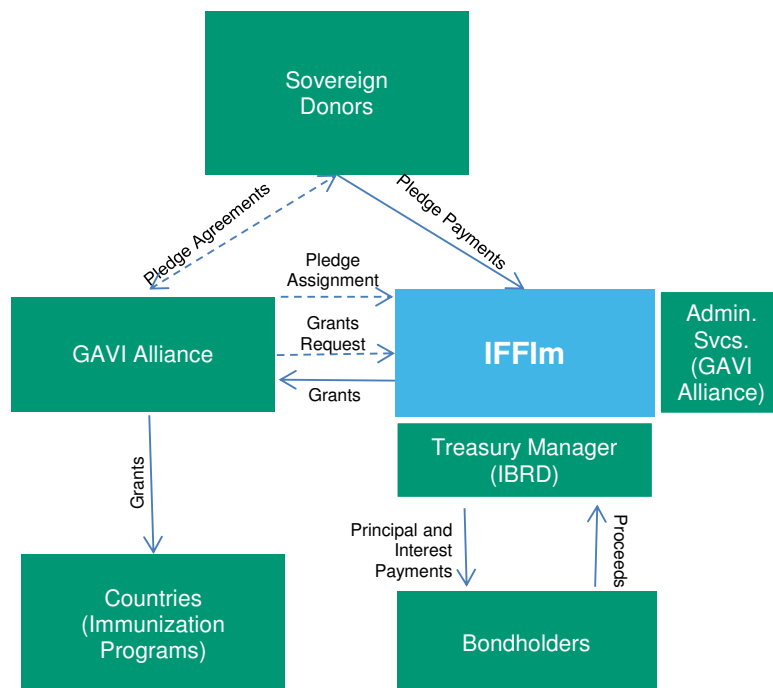 Sovereign
Donors
Pledge Agreements
Pledge Payments
Pledge
Assignment
Grants
Request
Grants
GAVI Alliance
IFFIm
Admin.
Svcs.
(GAVI
Alliance)
Treasury Manager
(IBRD)
Grants
Principal and
Interest
Payments
Proceeds
Countries
(Immunization
Programs)
Bondholders